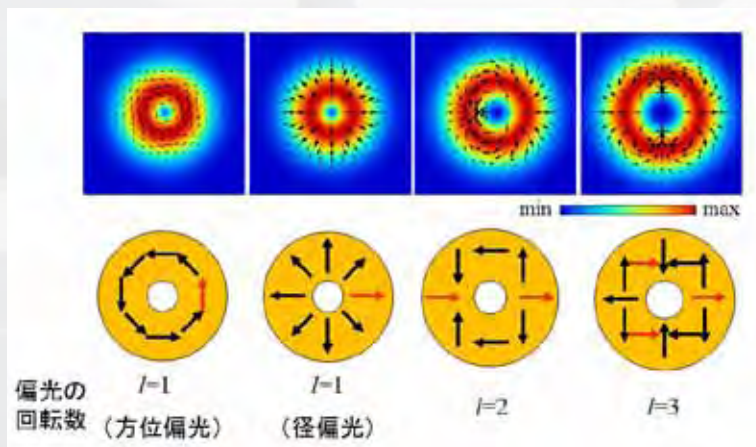 min max
偏光の
回転数
l=1
（方位偏光）
l=1
（径偏光）
l=2
l=3